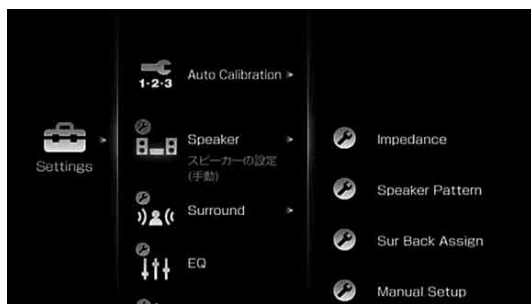 Settings
1·2·3
Auto Calibration
Speaker
スピーカーの設定
(手動)
Surround
EQ
Impedance
Speaker Pattern
Sur Back Assign
Manual Setup